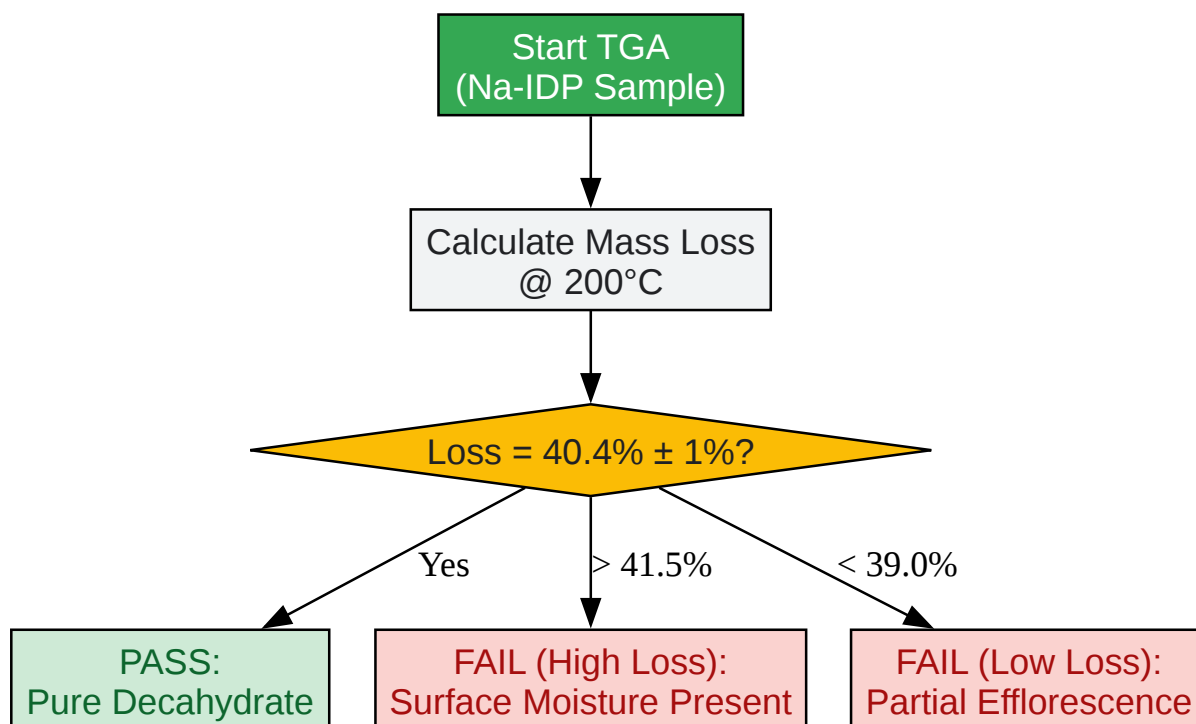 Start TGA
(Na-IDP Sample)
Calculate Mass Loss
@ 200°C
Loss = 40.4% ± 1%?
Yes
> 41.5%
< 39.0%
PASS:
Pure Decahydrate
FAIL (High Loss):
Surface Moisture Present
FAIL (Low Loss):
Partial Efflorescence